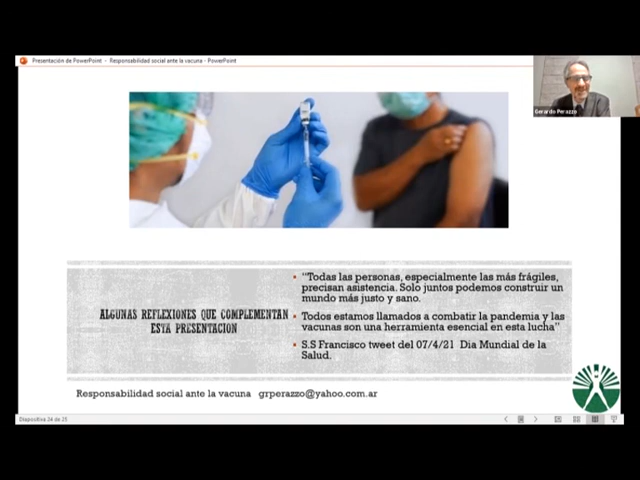 Presentación de PowerPoint - Responsabilidad social ante la vacuna - PowerPoint
Gerardo Perazzo
ALGUNAS REFLEXIONES QUE COMPLEMENTAN
ESTA PRESENTACION
"Todas las personas, especialmente las más frágiles,
precisan asistencia. Solo juntos podemos construir un
mundo más justo y sano.
Todos estamos llamados a combatir la pandemia y las
vacunas son una herramienta esencial en esta lucha"
S.S Francisco tweet del 07/4/21 Dia Mundial de la
Salud.
Responsabilidad social ante la vacuna grperazzo@yahoo.com.ar
Diapositiva 24 de 25